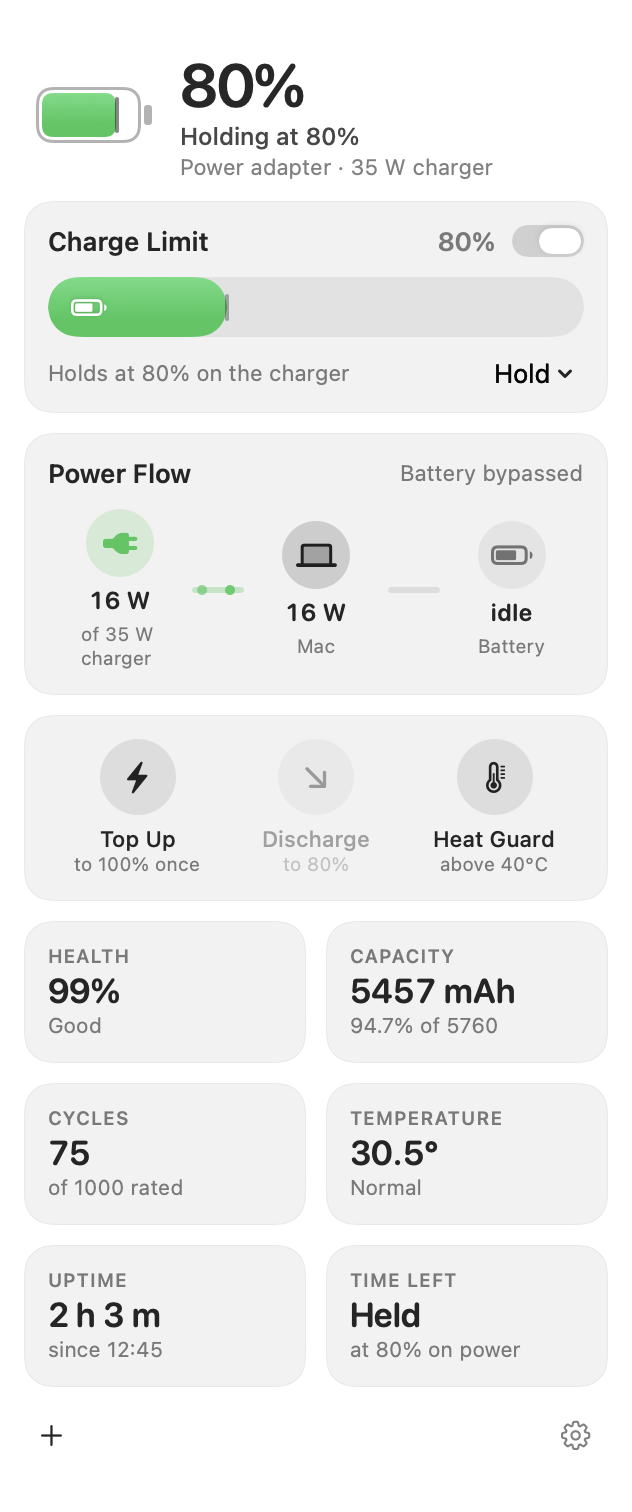 80%
Holding at 80%
Power adapter · 35 W charger
Charge Limit
80%
Holds at 80% on the charger
Hold
Power Flow
Battery bypassed
16 W
of 35 W
charger
16 W
Mac
idle
Battery
Top Up
to 100% once
Discharge
to 80%
Heat Guard
above 40°C
HEALTH
99%
Good
CAPACITY
5457 mAh
94.7% of 5760
CYCLES
75
of 1000 rated
TEMPERATURE
30.5°
Normal
UPTIME
2 h 3 m
since 12:45
TIME LEFT
Held
at 80% on power